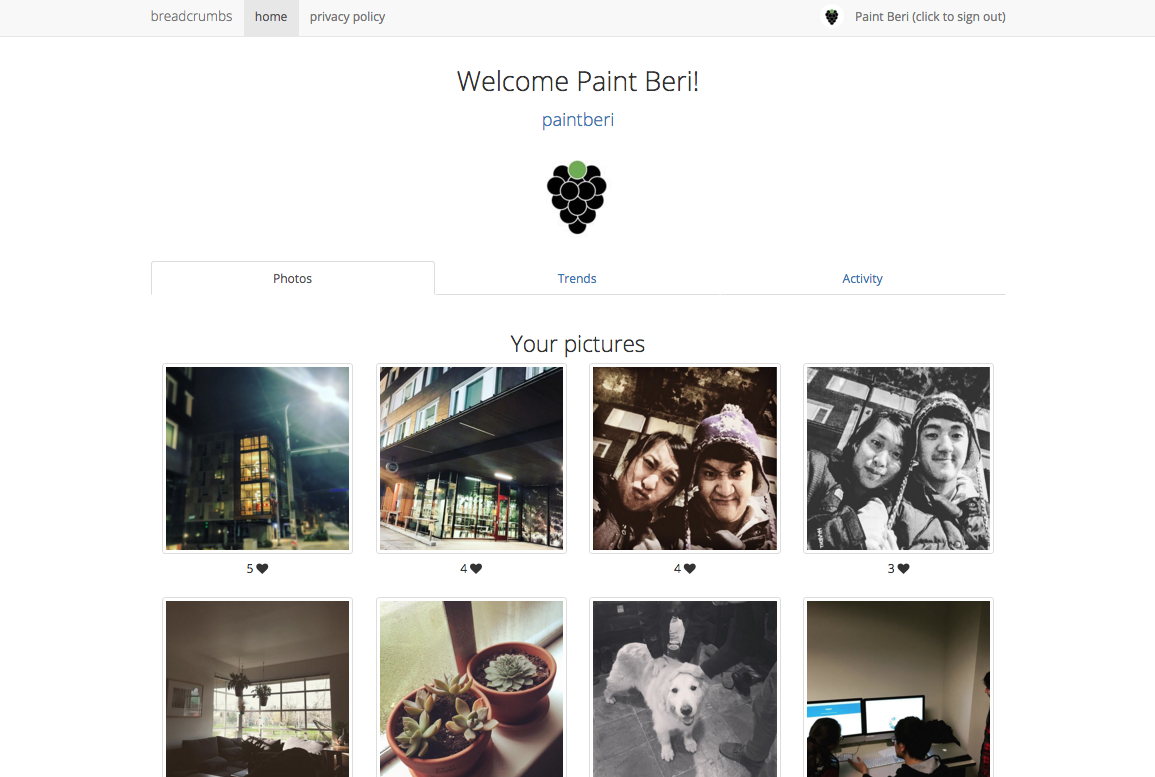 breadcrumbs home privacy policy Paint Beri (click to sign out)
Welcome Paint Beri!
paintberi
Photos Trends Activity
Your pictures
5 4 4 3